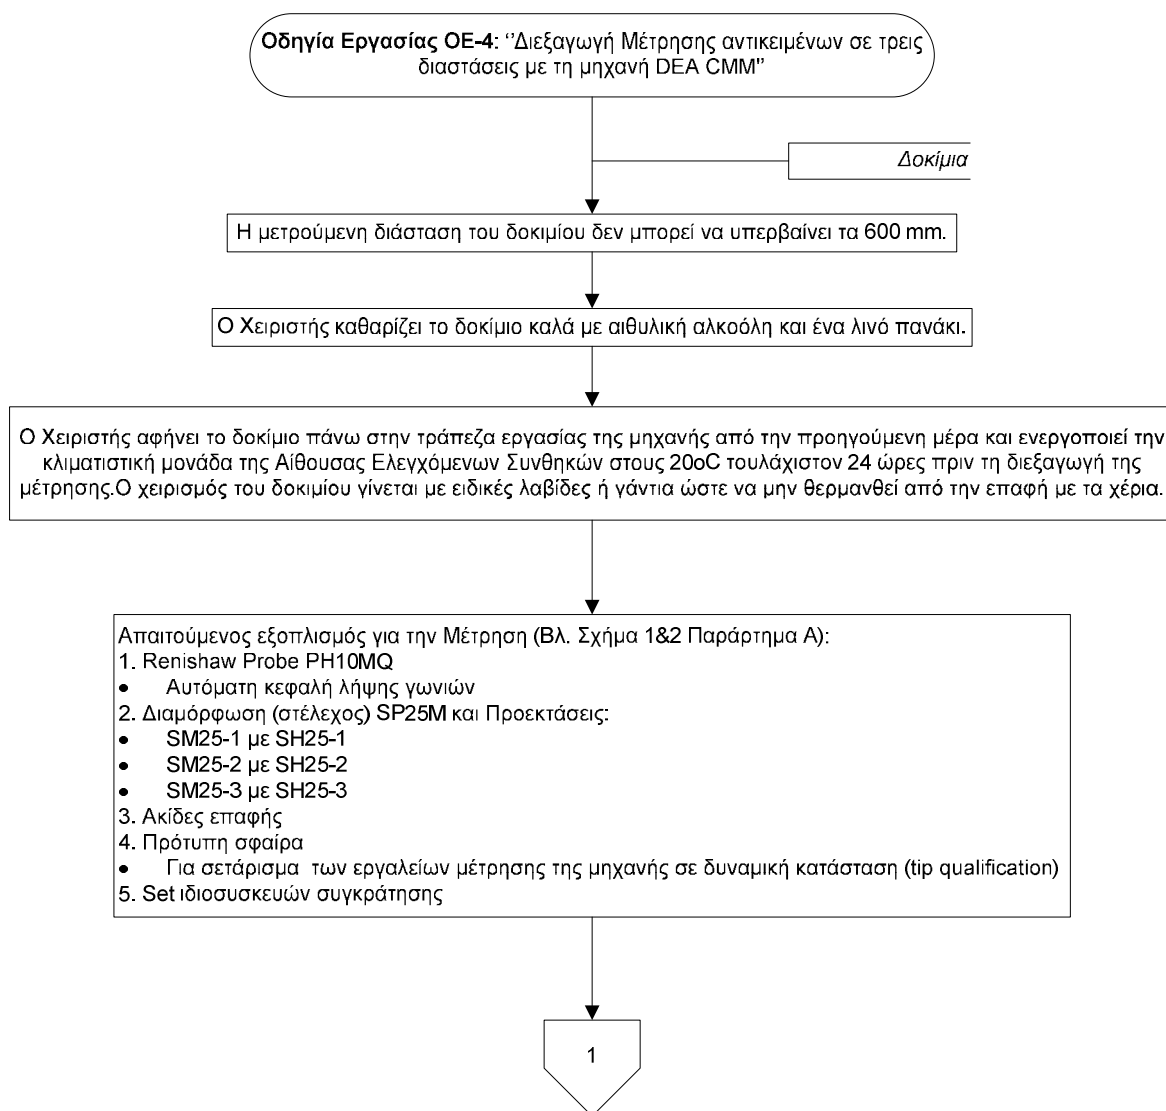 Οδηγία Εργασίας ΟΕ-4: ‘’Διεξαγωγή Μέτρησης αντικειμένων σε τρεις
διαστάσεις με τη μηχανή DEA CMM’’
Δοκίμια
Η μετρούμενη διάσταση του δοκιμίου δεν μπορεί να υπερβαίνει τα 600 mm.
Ο Χειριστής καθαρίζει το δοκίμιο καλά με αιθυλική αλκοόλη και ένα λινό πανάκι.
Ο Χειριστής αφήνει το δοκίμιο πάνω στην τράπεζα εργασίας της μηχανής από την προηγούμενη μέρα και ενεργοποιεί την
κλιματιστική μονάδα της Αίθουσας Ελεγχόμενων Συνθηκών στους 20oC τουλάχιστον 24 ώρες πριν τη διεξαγωγή της
μέτρησης.Ο χειρισμός του δοκιμίου γίνεται με ειδικές λαβίδες ή γάντια ώστε να μην θερμανθεί από την επαφή με τα χέρια.
Απαιτούμενος εξοπλισμός για την Μέτρηση (Βλ. Σχήμα 1&2 Παράρτημα Α):
1. Renishaw Probe PH10MQ
• Αυτόματη κεφαλή λήψης γωνιών
2. Διαμόρφωση (στέλεχος) SP25M και Προεκτάσεις:
• SM25-1 με SH25-1
• SM25-2 με SH25-2
• SM25-3 με SH25-3
3. Ακίδες επαφής
4. Πρότυπη σφαίρα
• Για σετάρισμα των εργαλείων μέτρησης της μηχανής σε δυναμική κατάσταση (tip qualification)
5. Set ιδιοσυσκευών συγκράτησης
1